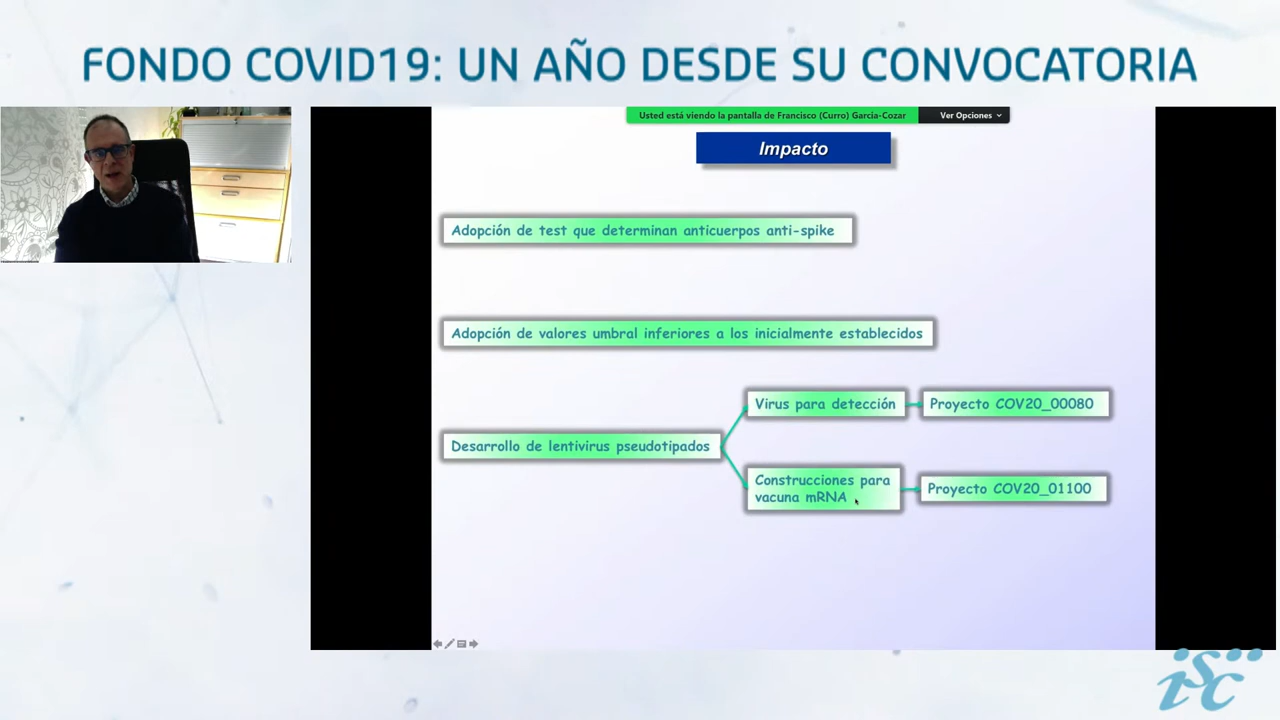 FONDO COVID19: UN AÑO DESDE SU CONVOCATORIA
Usted está viendo la pantalla de Francisco (Curro) Garcia-Cozar
Ver Opciones
Impacto
Adopción de test que determinan anticuerpos anti-spike
Adopción de valores umbral inferiores a los inicialmente establecidos
Virus para detección
Proyecto COV20_00080
Desarrollo de lentivirus pseudotipados
Construcciones para
vacuna mRNA
Proyecto COV20_01100
isc